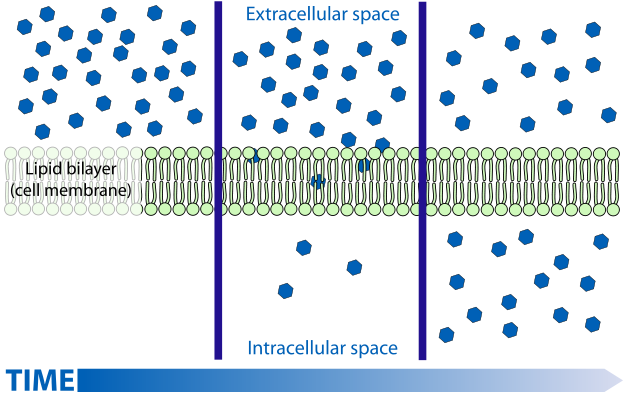 Extracellular space
Lipid bilayer
(cell membrane)
Intracellular space
TIME